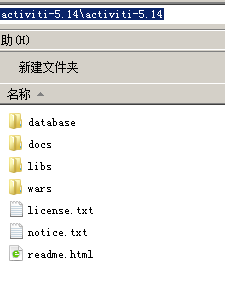 activiti-5.14\activiti-5.14
助(H)
新建文件夹
名称
database
docs
libs
wars
license.txt
notice.txt
readme.html